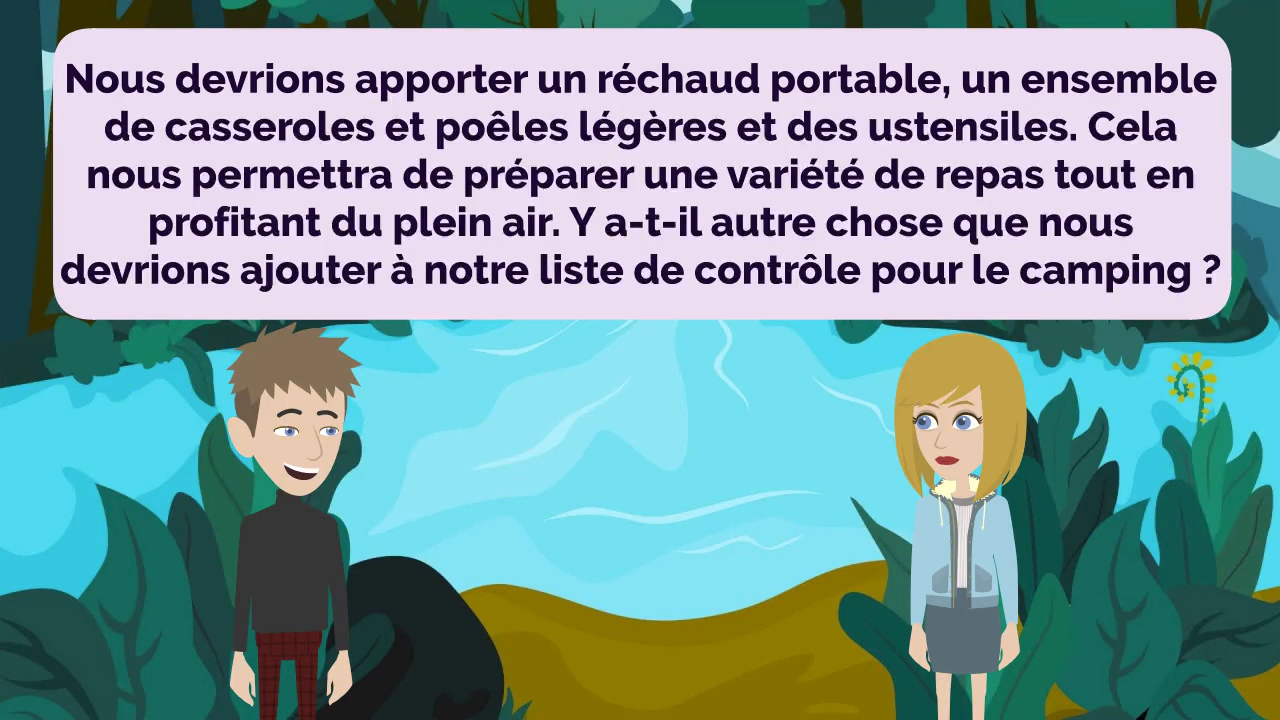 Nous devrions apporter un réchaud portable, un ensemble
de casseroles et poêles légères et des ustensiles. Cela
nous permettra de préparer une variété de repas tout en
profitant du plein air. Y a-t-il autre chose que nous
devrions ajouter à notre liste de contrôle pour le camping ?